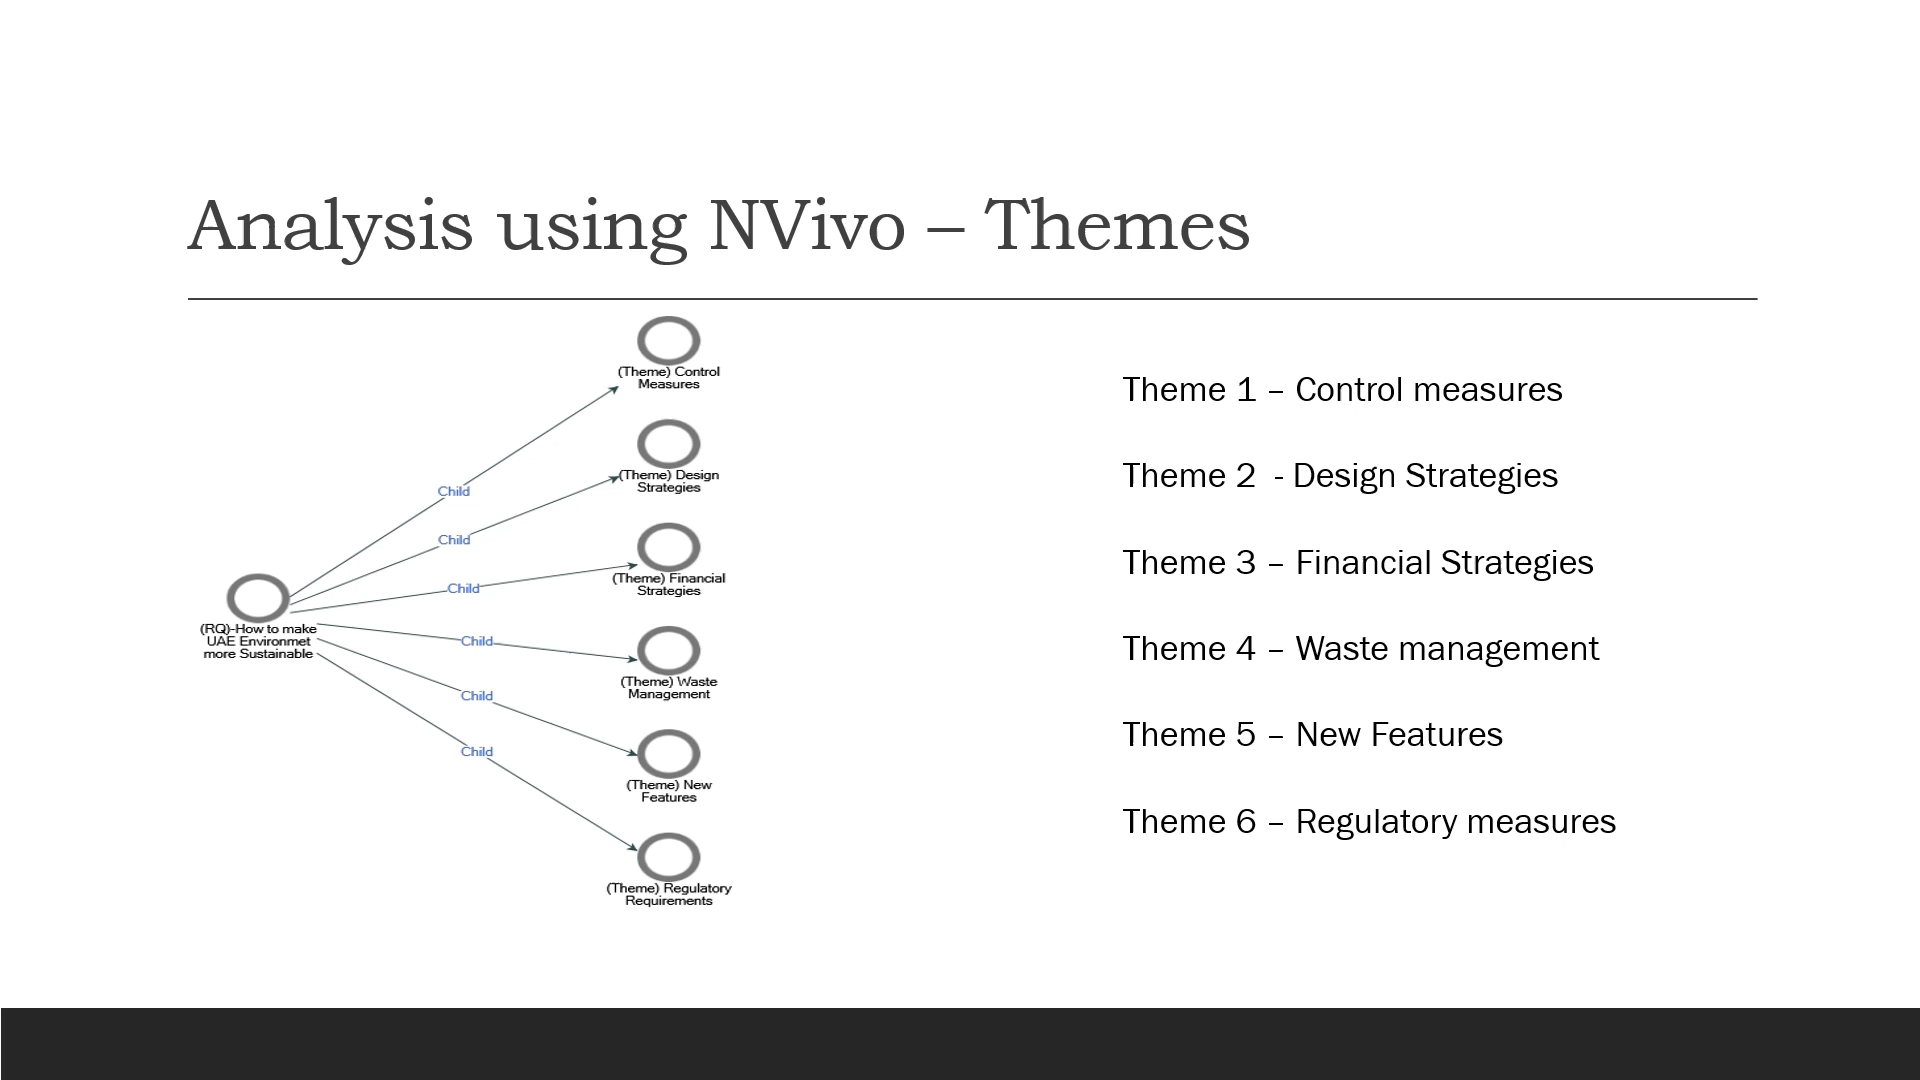 Analysis using NVivo – Themes
(Theme) Control
Measures
Child
(Theme) Design
Strategies
Child
(Theme) Financial
Strategies
Child
(RQ)-How to make
UAE Environmet
more Sustainable
Child
(Theme) Waste
Management
Child
(Theme) New
Features
Child
(Theme) Regulatory
Requirements
Theme 1 – Control measures
Theme 2  - Design Strategies
Theme 3 – Financial Strategies
Theme 4 – Waste management
Theme 5 – New Features
Theme 6 – Regulatory measures